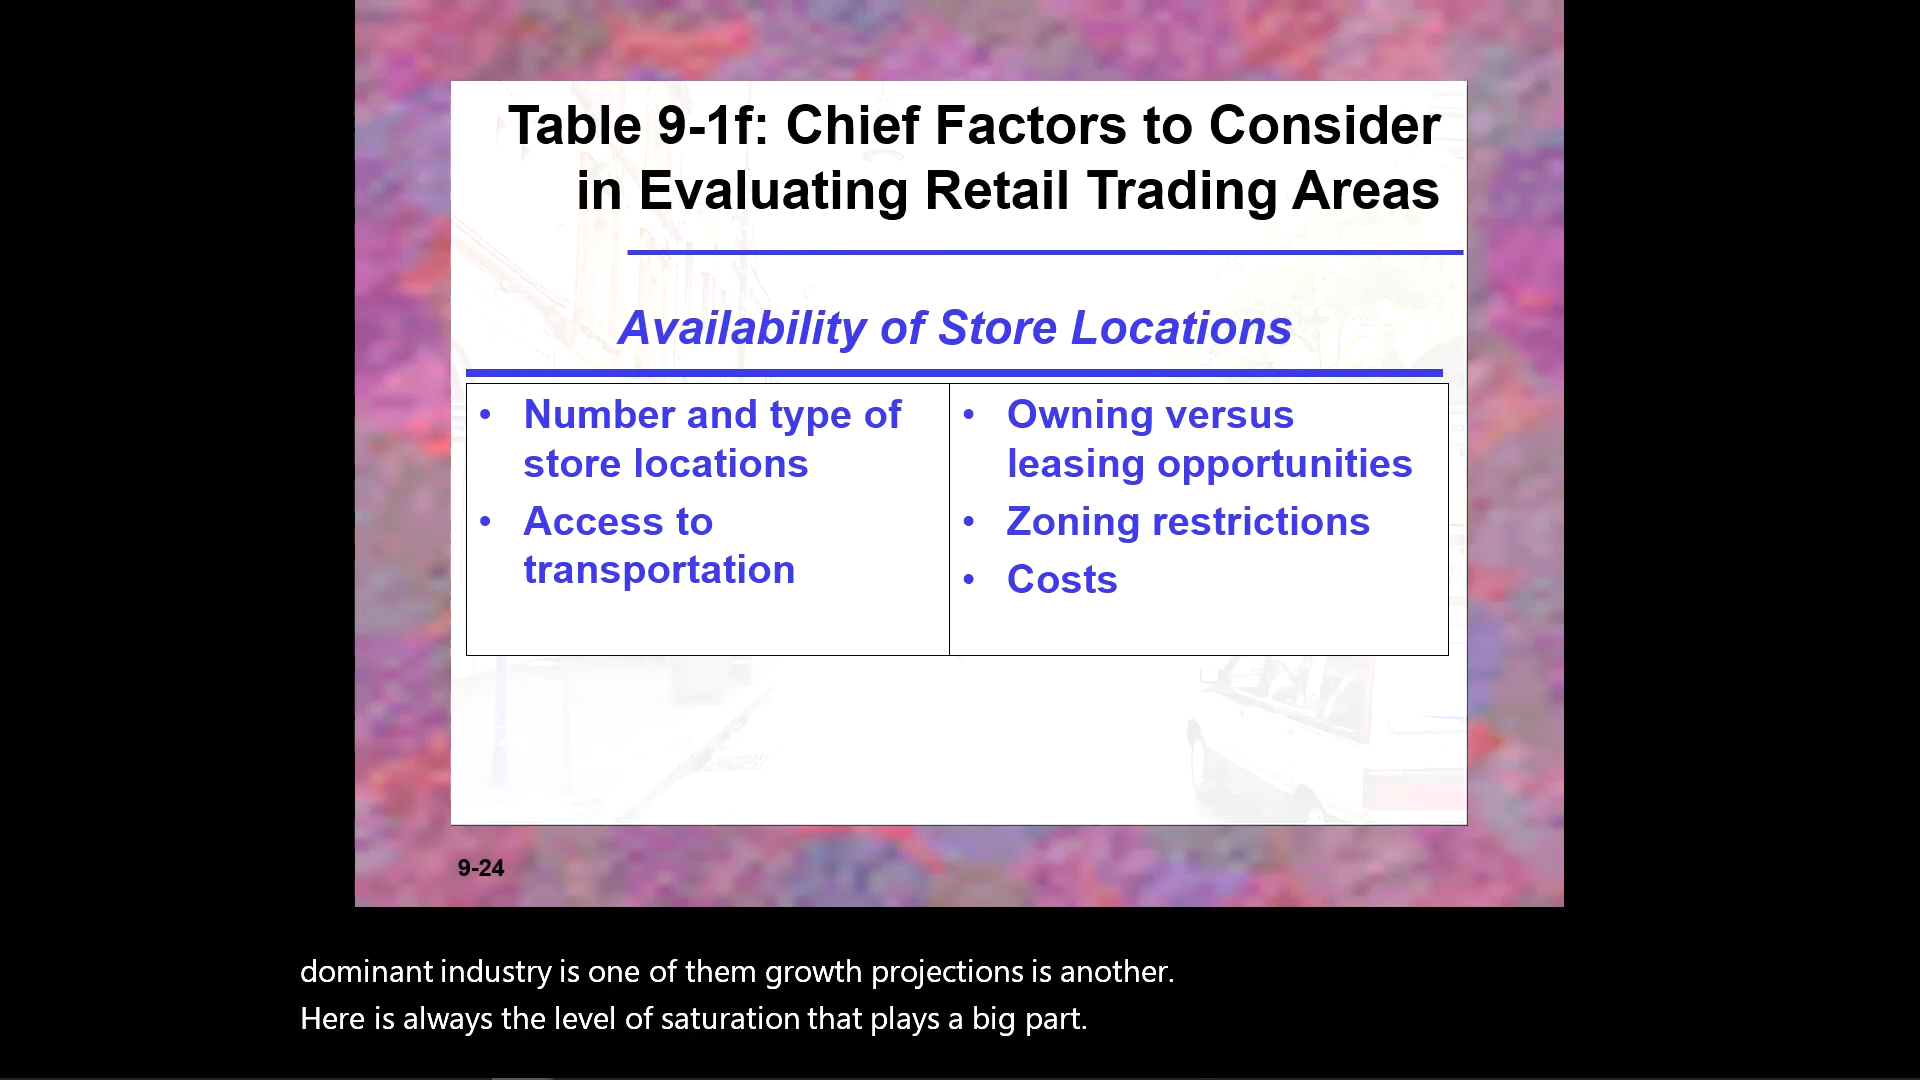 Table 9-1f: Chief Factors to Consider
in Evaluating Retail Trading Areas
Availability of Store Locations
• Number and type of
store locations
• Access to
transportation
• Owning versus
leasing opportunities
• Zoning restrictions
• Costs
9-24
dominant industry is one of them growth projections is another.
Here is always the level of saturation that plays a big part.